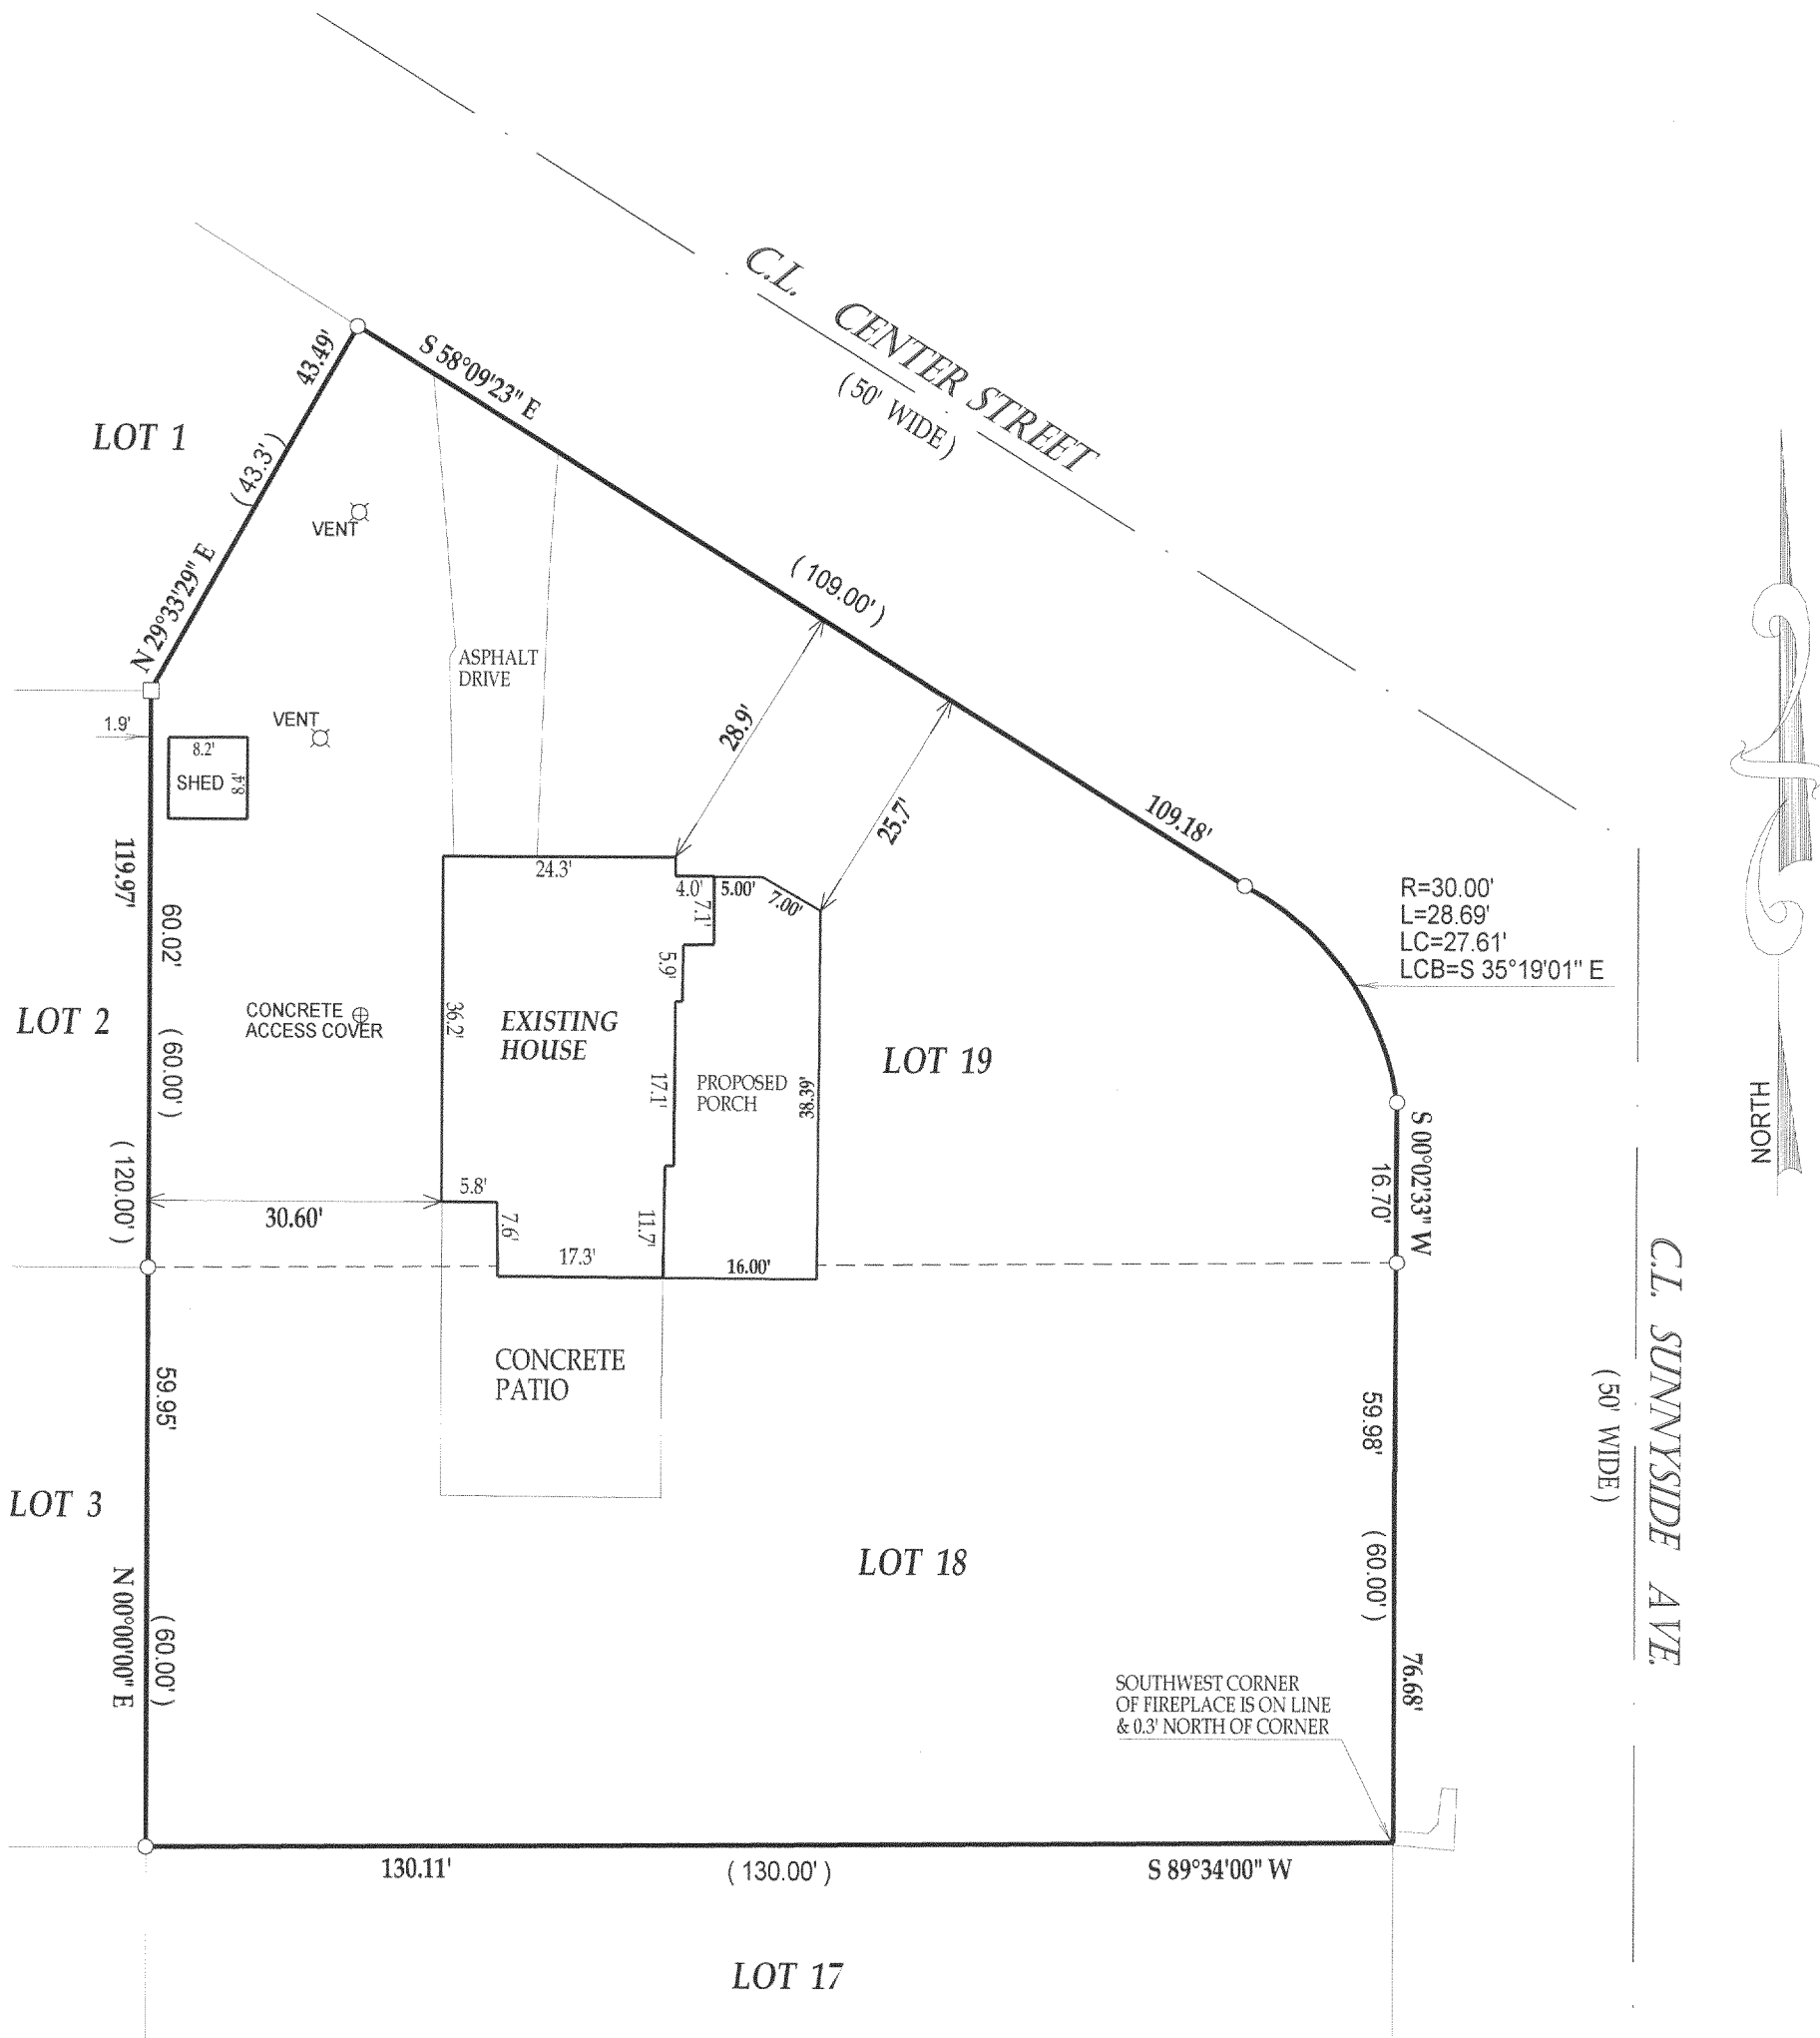 C.L. CENTER STREET
( 50' WIDE )
S 58°09'23" E
43.49'
( 43.3' )
N 29°33'29" E
LOT 1
VENT
( 109.00' )
ASPHALT
DRIVE
28.9'
25.7'
109.18'
VENT
1.9'
8.2'
SHED
8.4'
119.97'
60.02'
( 60.00' )
( 120.00' )
LOT 2
CONCRETE
ACCESS COVER
24.3'
4.0'
5.00'
7.00'
7.1'
5.9'
36.2'
EXISTING
HOUSE
17.1'
PROPOSED
PORCH
38.39'
LOT 19
R=30.00'
L=28.69'
LC=27.61'
LCB=S 35°19'01" E
S 00°02'33" W
16.70'
NORTH
5.8'
30.60'
7.6'
11.7'
17.3'
16.00'
C.L. SUNNYSIDE AVE.
( 50' WIDE )
CONCRETE
PATIO
59.95'
59.98'
( 60.00' )
LOT 3
LOT 18
N 00°00'00" E
( 60.00' )
76.68'
SOUTHWEST CORNER
OF FIREPLACE IS ON LINE
& 0.3' NORTH OF CORNER
130.11'
( 130.00' )
S 89°34'00" W
LOT 17